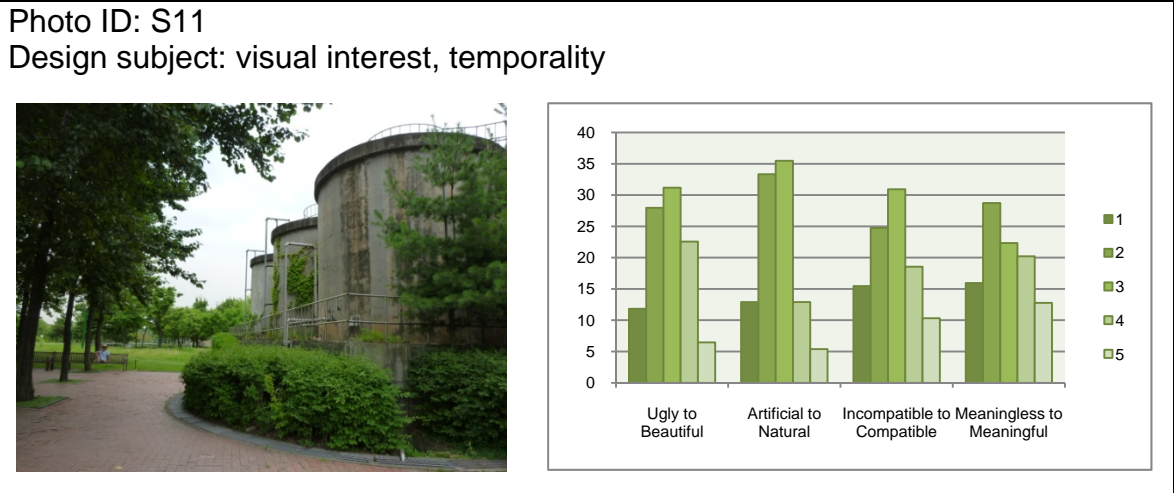 Photo ID: S11
Design subject: visual interest, temporality
40
35
30
25
20
15
10
5
0
Ugly to
Beautiful
Artificial to
Natural
Incompatible to
Compatible
Meaningless to
Meaningful
1
2
3
4
5